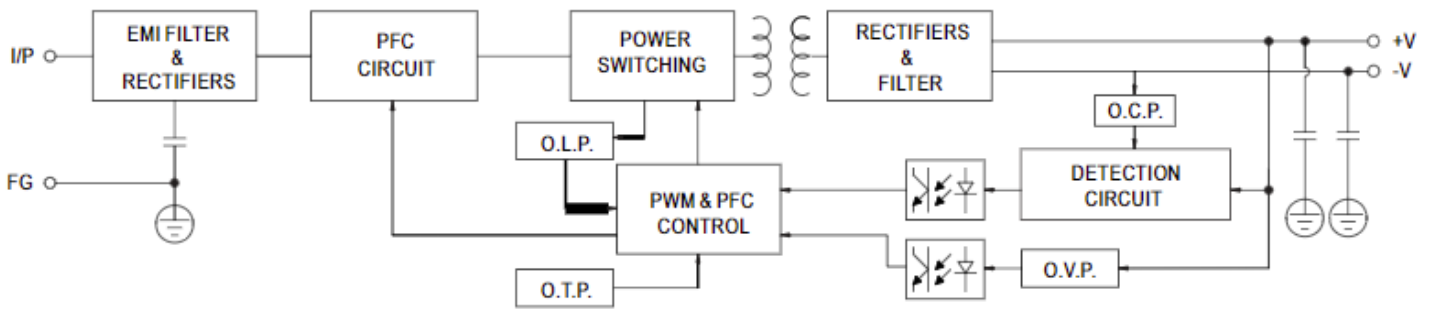 I/P
EMI FILTER
&
RECTIFIERS
PFC
CIRCUIT
POWER
SWITCHING
RECTIFIERS
&
FILTER
+V
-V
O.C.P.
O.L.P.
FG
PWM & PFC
CONTROL
DETECTION
CIRCUIT
O.T.P.
O.V.P.